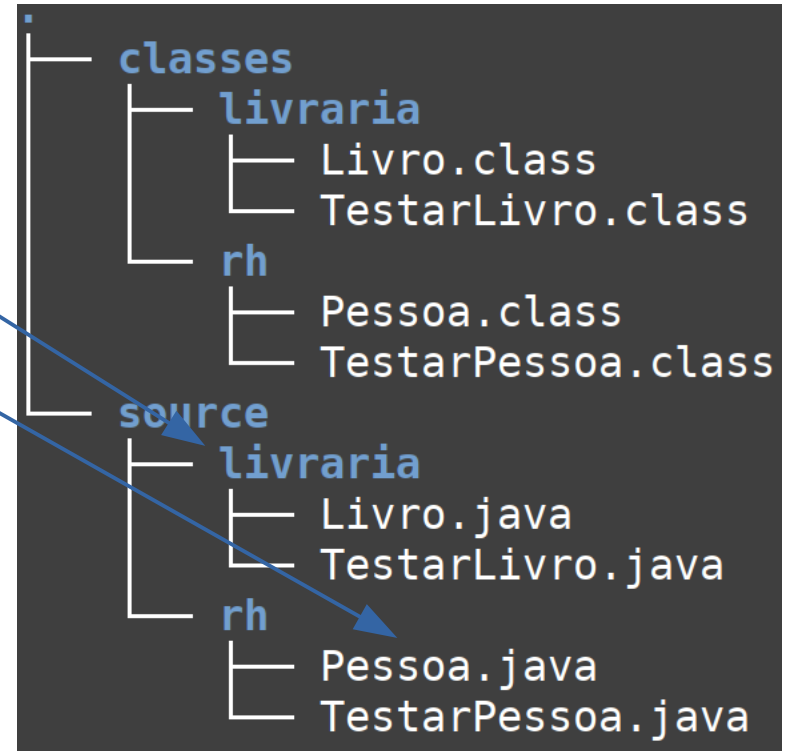 .
classes
livraria
Livro.class
TestarLivro.class
rh
Pessoa.class
TestarPessoa.class
source
livraria
Livro.java
TestarLivro.java
rh
Pessoa.java
TestarPessoa.java